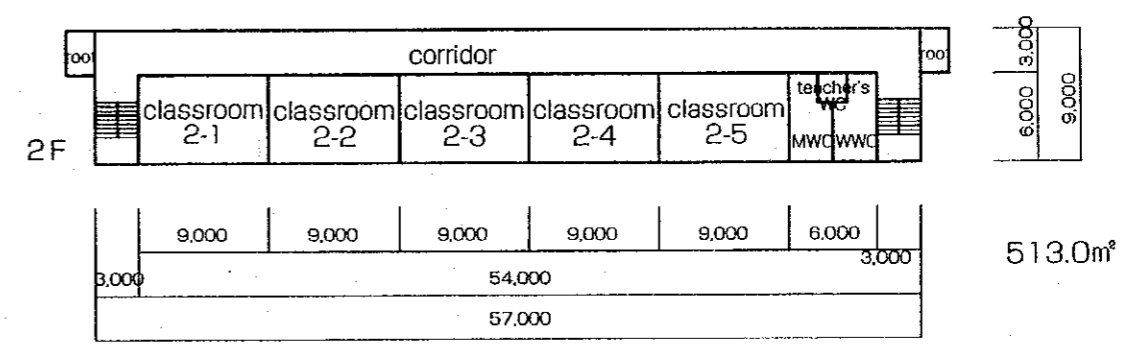 roof
corridor
roof
classroom
2-1
classroom
2-2
classroom
2-3
classroom
2-4
classroom
2-5
teacher's
WC
MWC
WWC
2F
3.000
6.000
9.000
9.000
9.000
9.000
9.000
9.000
6.000
3.000
54.000
3.000
57.000
513.0㎡